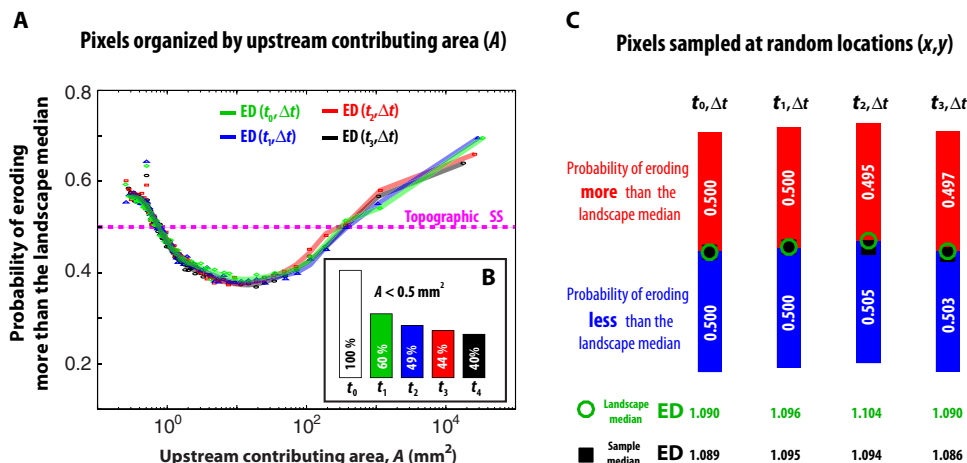 A
Pixels organized by upstream contributing area (A)
Probability of eroding
more than the landscape median
0.8
0.6
0.4
0.2
ED (t0,Δt)
ED (t2,Δt)
ED (t1,Δt)
ED (t3,Δt)
Topographic SS
B
A < 0.5 mm²
100 %
60 %
49 %
44 %
40%
t0 t1 t2 t3 t4
10⁰ 10² 10⁴
Upstream contributing area, A (mm²)
C
Pixels sampled at random locations (x,y)
t0,Δt t1,Δt t2,Δt t3,Δt
Probability of eroding
more than the
landscape median
0.500 0.500 0.495 0.497
Probability of eroding
less than the
landscape median
0.500 0.500 0.505 0.503
Landscape
median
ED 1.090 1.096 1.104 1.090
Sample
median
ED 1.089 1.095 1.094 1.086